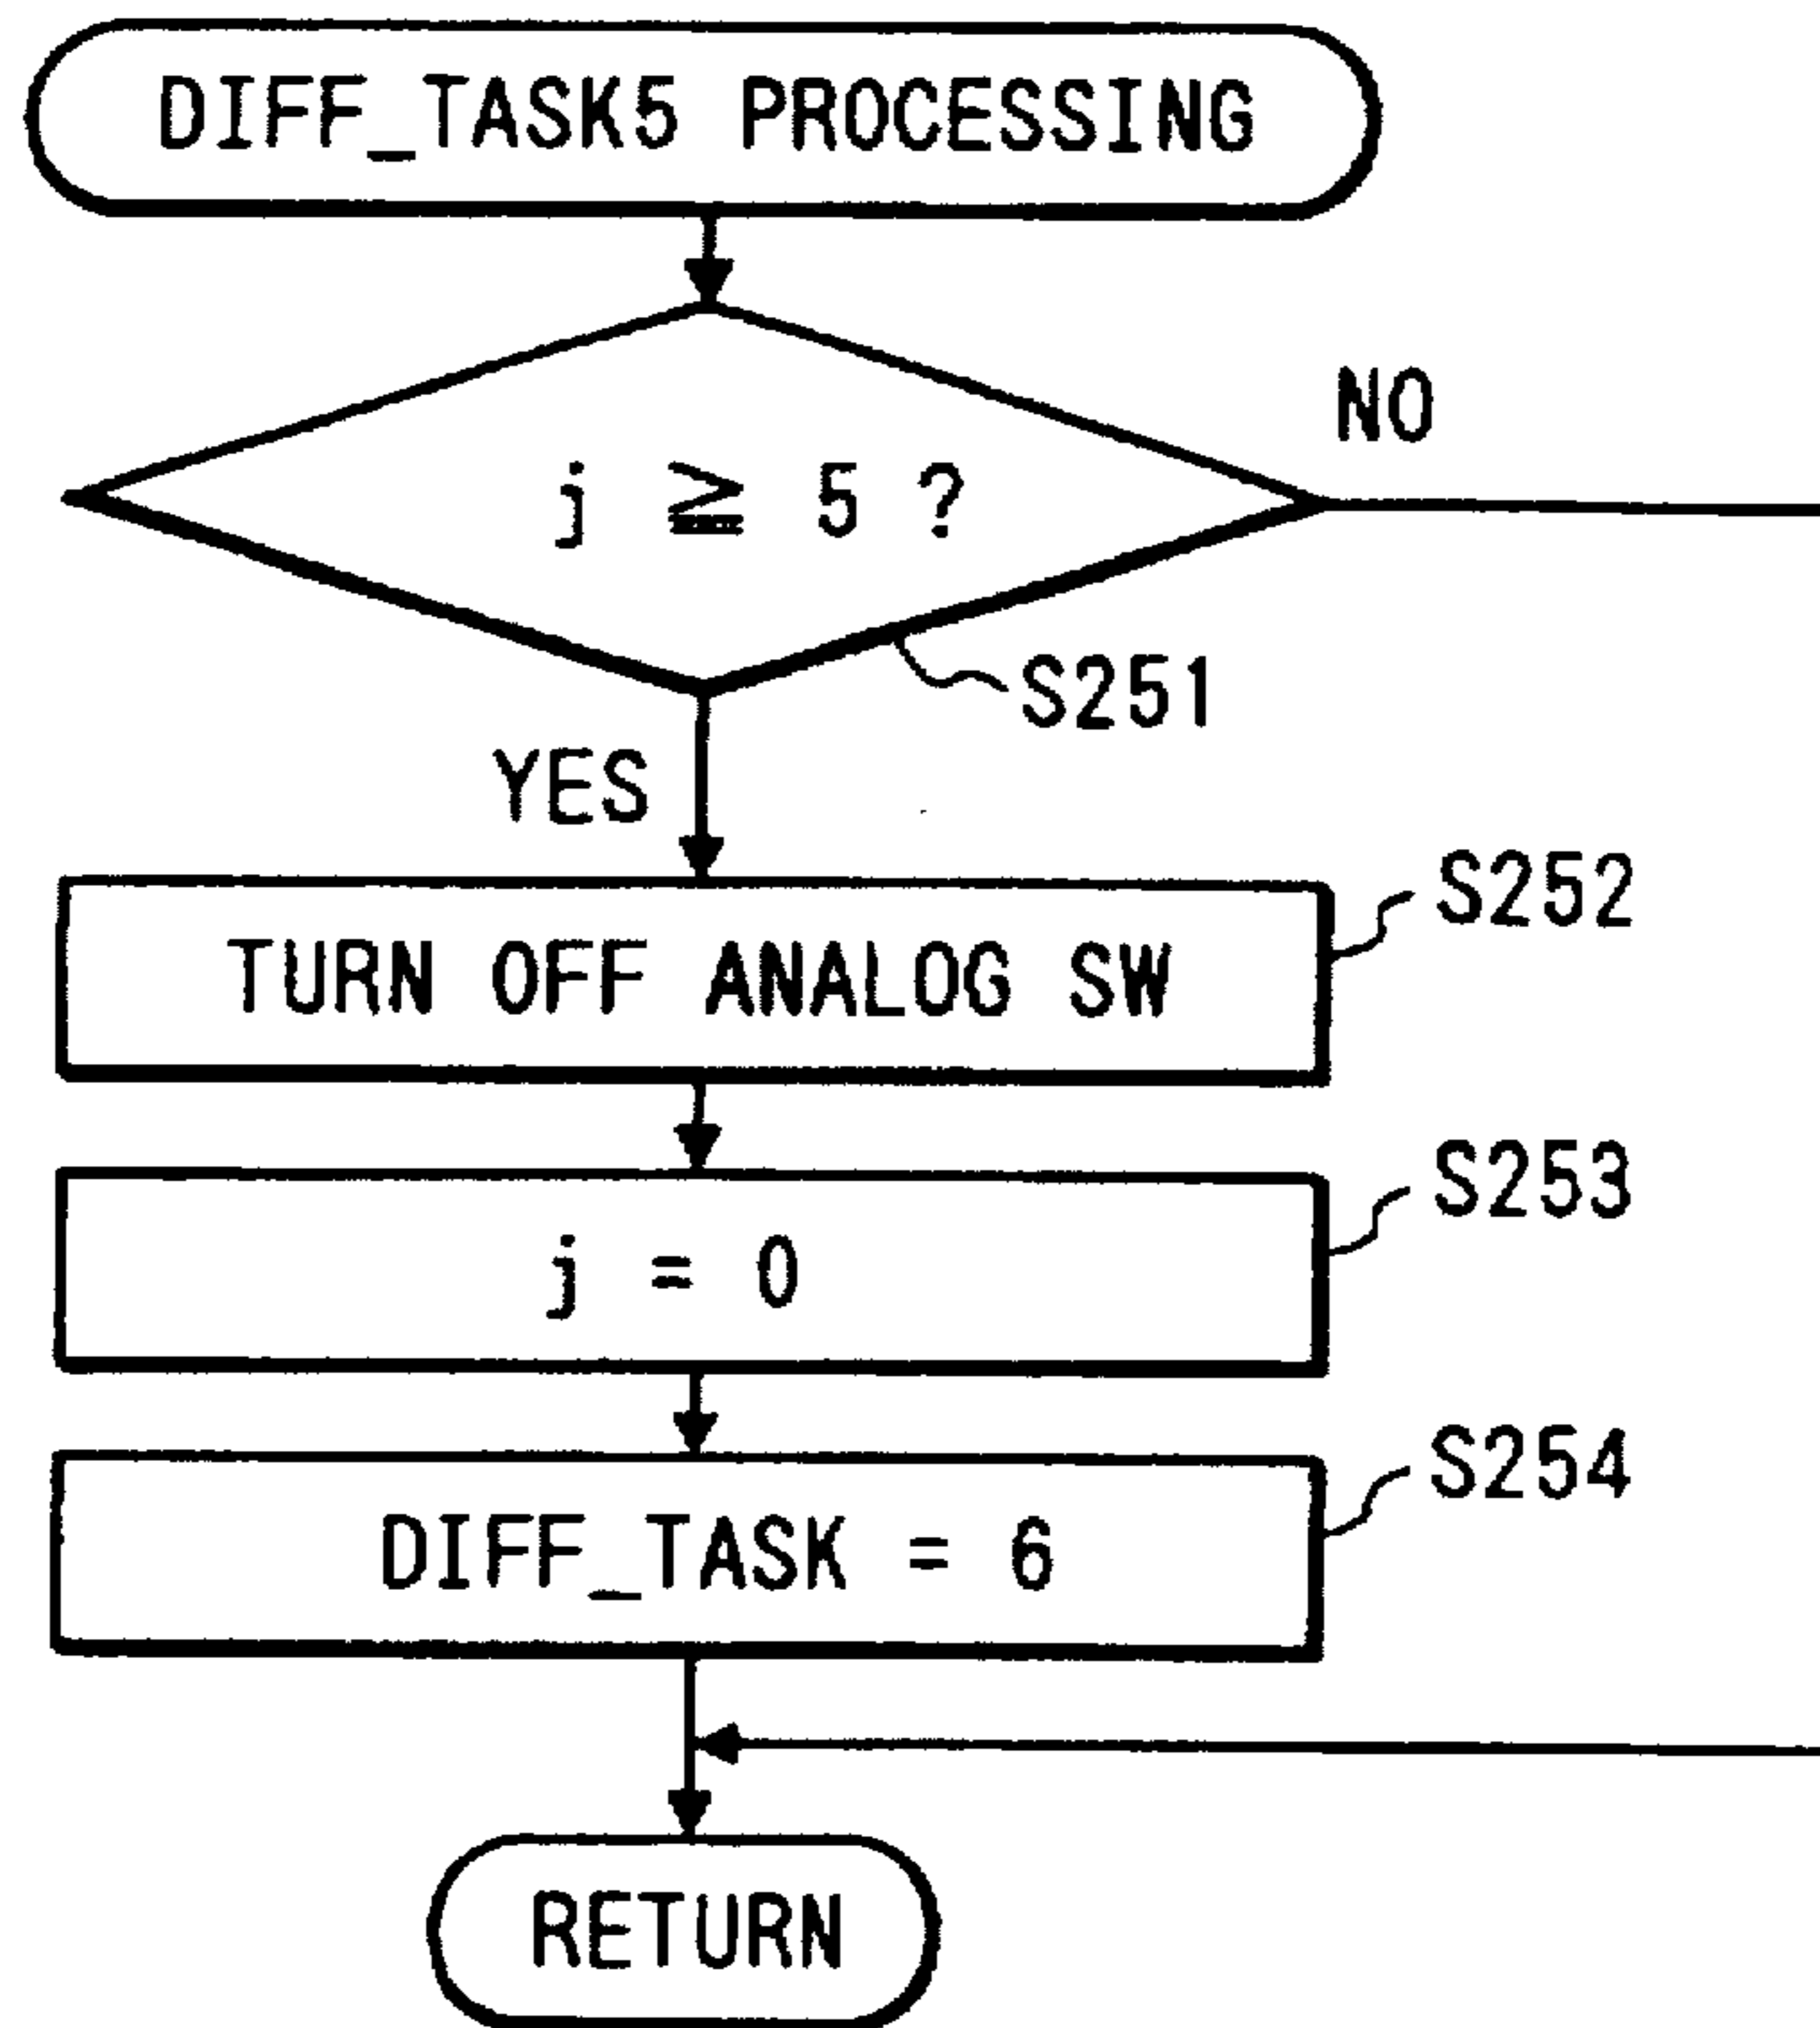 DIFF_TASK5 PROCESSING
NO
j ≧ 5 ?
S251
YES
S252
TURN OFF ANALOG SW
S253
j = 0
S254
DIFF_TASK = 6
RETURN